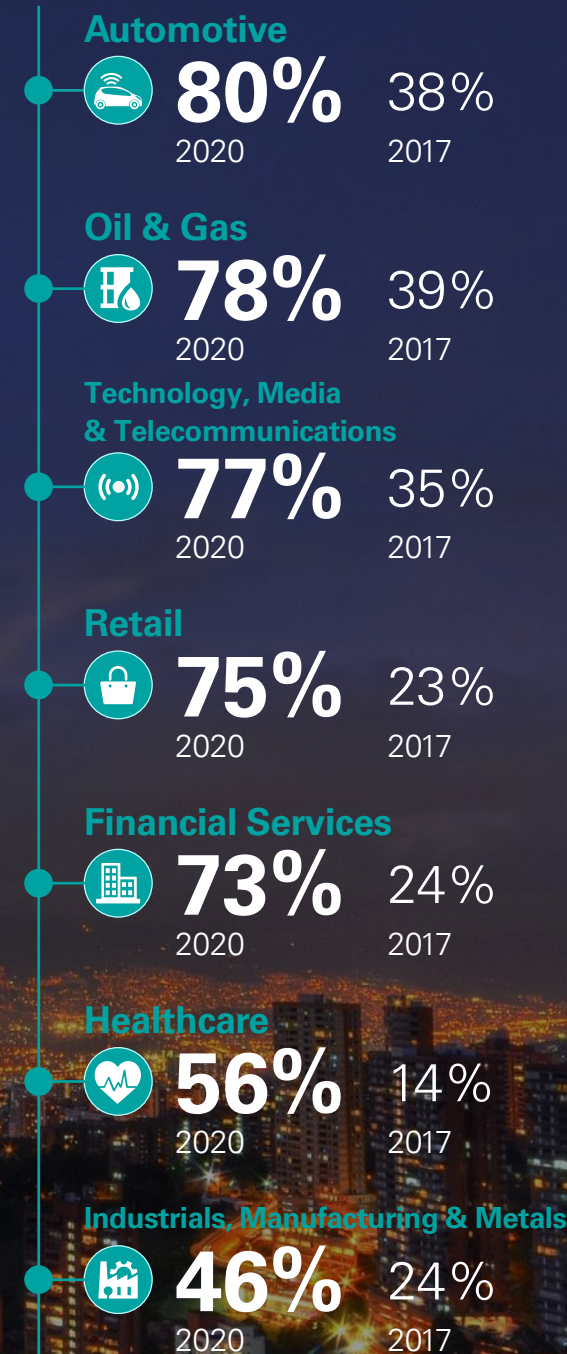 Automotive
80% 38%
2020 2017
Oil & Gas
78% 39%
2020 2017
Technology, Media
& Telecommunications
77% 35%
2020 2017
Retail
75% 23%
2020 2017
Financial Services
73% 24%
2020 2017
Healthcare
56% 14%
2020 2017
Industrials, Manufacturing & Metals
46% 24%
2020 2017